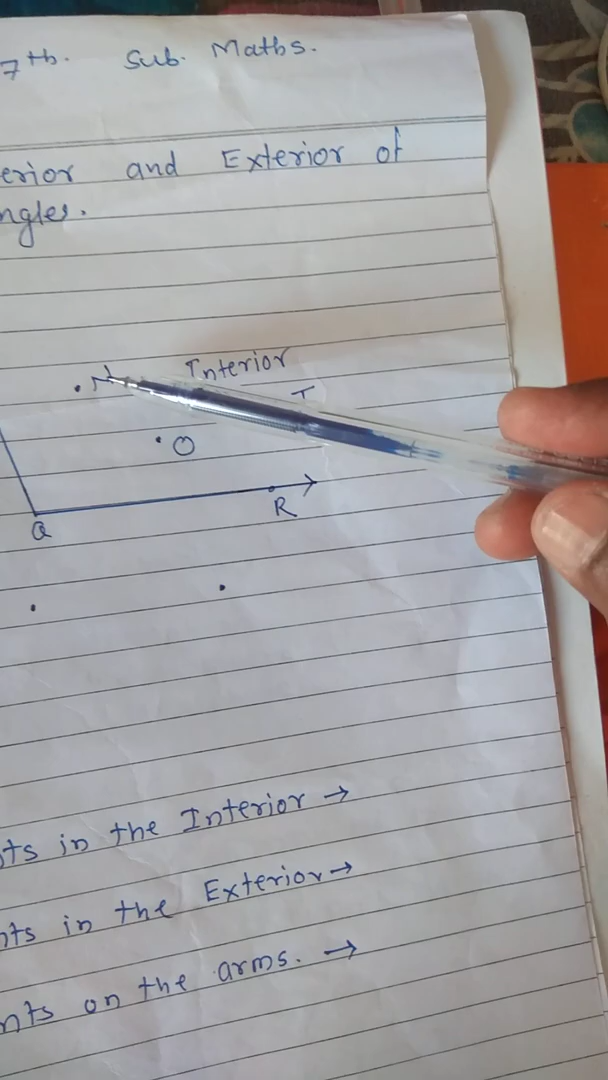 7th. Sub. Maths.
erior and Exterior of
ngles.
Interior
N
T
O
R
Q
nts in the Interior →
nts in the Exterior →
nts on the arms. →